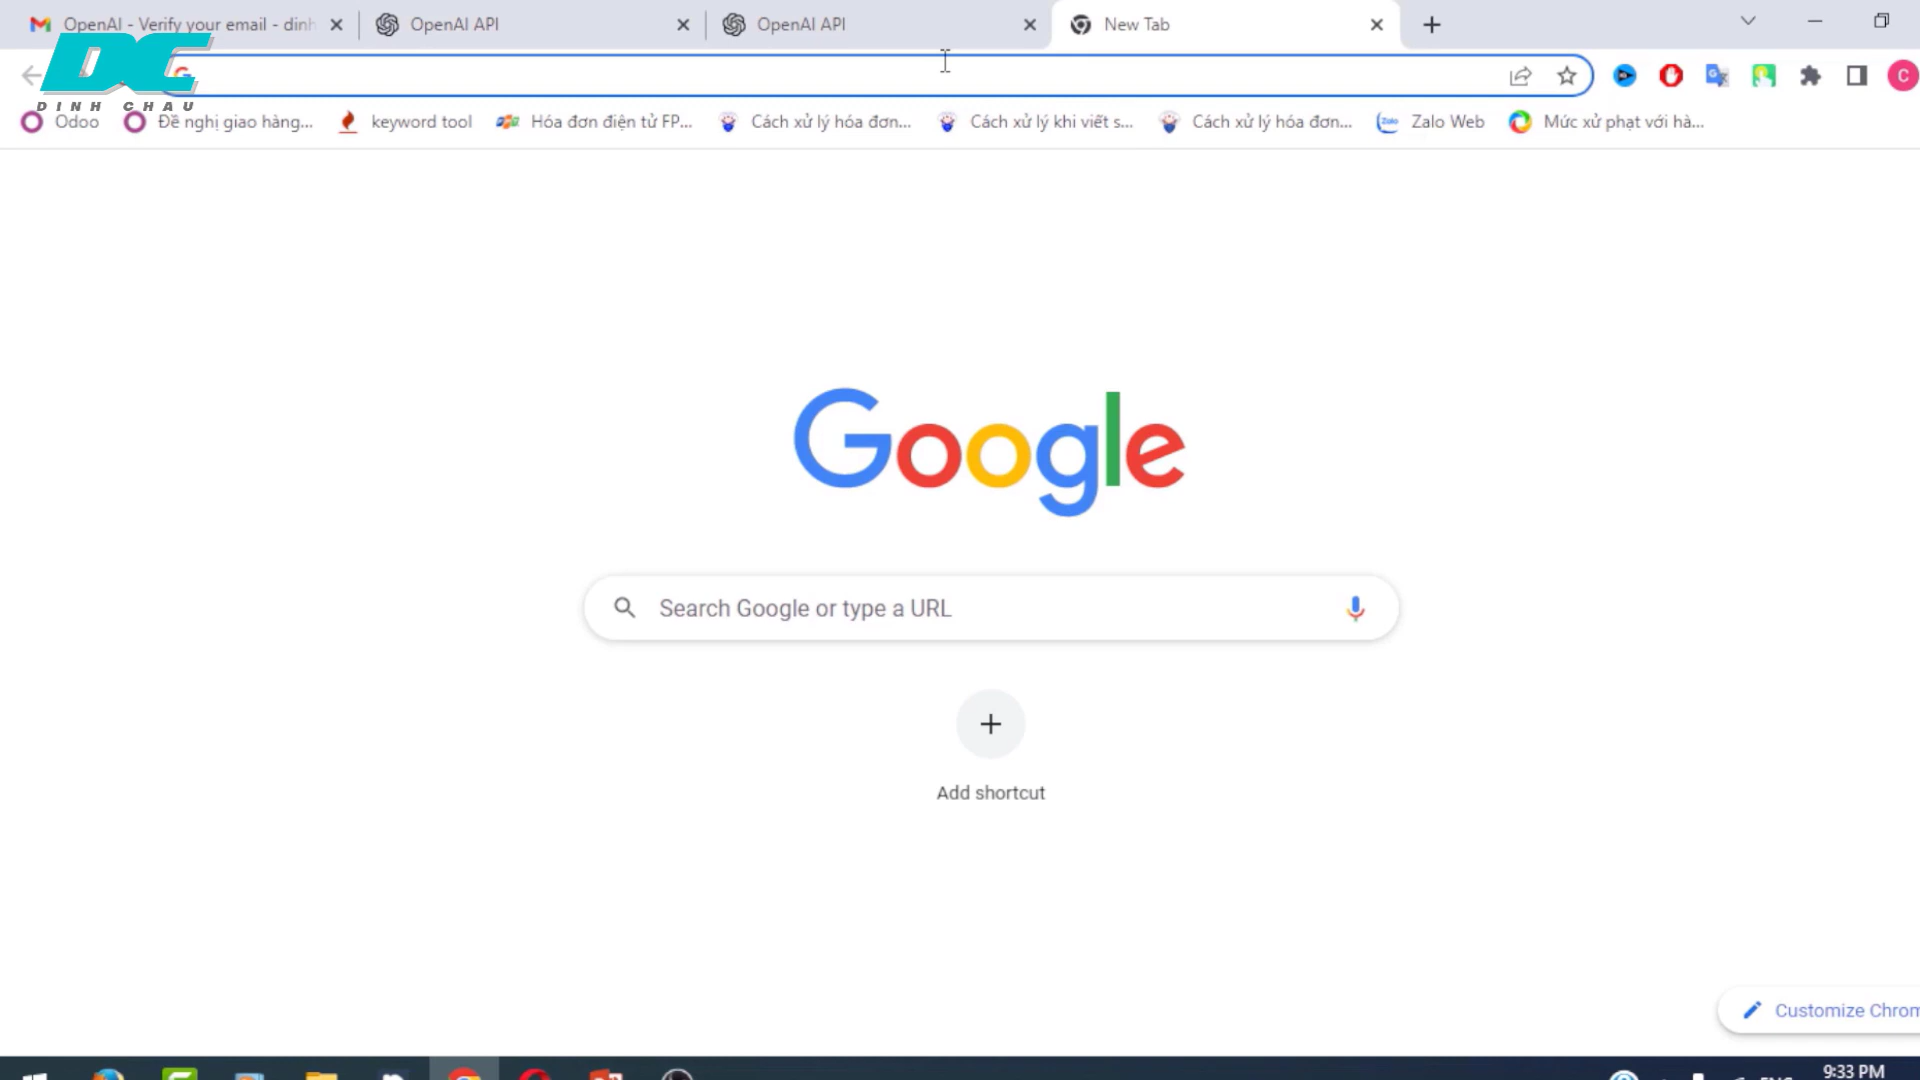 OpenAI - Verify your email - dinh
OpenAI API
OpenAI API
New Tab
DC
DINH CHAU
C
Odoo
Đề nghị giao hàng...
keyword tool
Hóa đơn điện tử FP...
Cách xử lý hóa đơn...
Cách xử lý khi viết s...
Cách xử lý hóa đơn...
Zalo Web
Mức xử phạt với hà...
Google
Search Google or type a URL
Add shortcut
Customize Chrom
9:33 PM
ENG